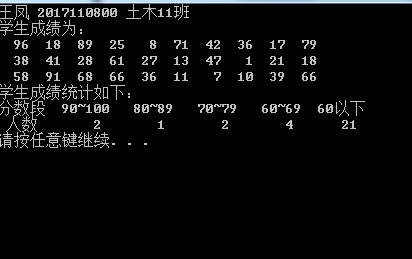 王凤 2017110800 土木11班
学生成绩为：
96 18 89 25 8 71 42 36 17 79
38 41 28 61 27 13 47 1 21 18
58 91 68 66 36 11 7 10 39 66
学生成绩统计如下：
分数段 90~100 80~89 70~79 60~69 60以下
人数 2 1 2 4 21
请按任意键继续. . .